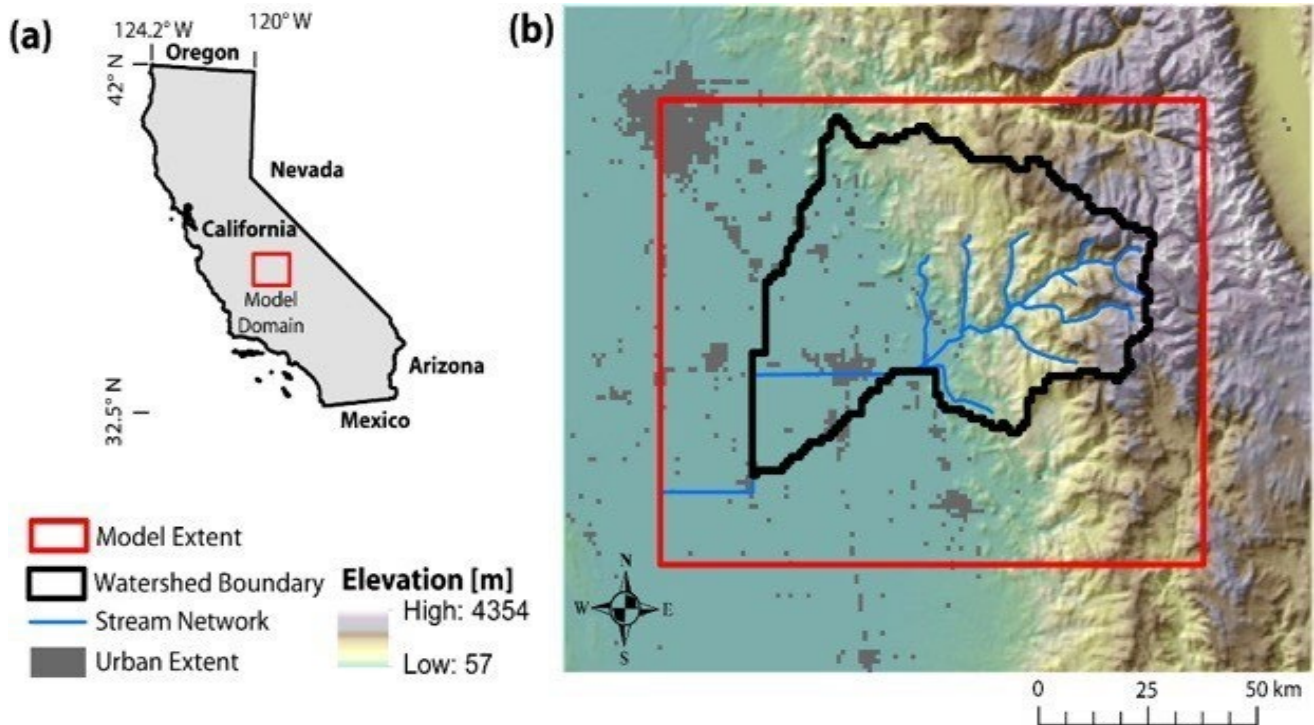 (a)
124.2° W
120° W
Oregon
42° N
Nevada
California
Model
Domain
Arizona
32.5° N
Mexico
Model Extent
Watershed Boundary
Stream Network
Urban Extent
Elevation [m]
High: 4354
Low: 57
(b)
N
W E
S
0 25 50 km